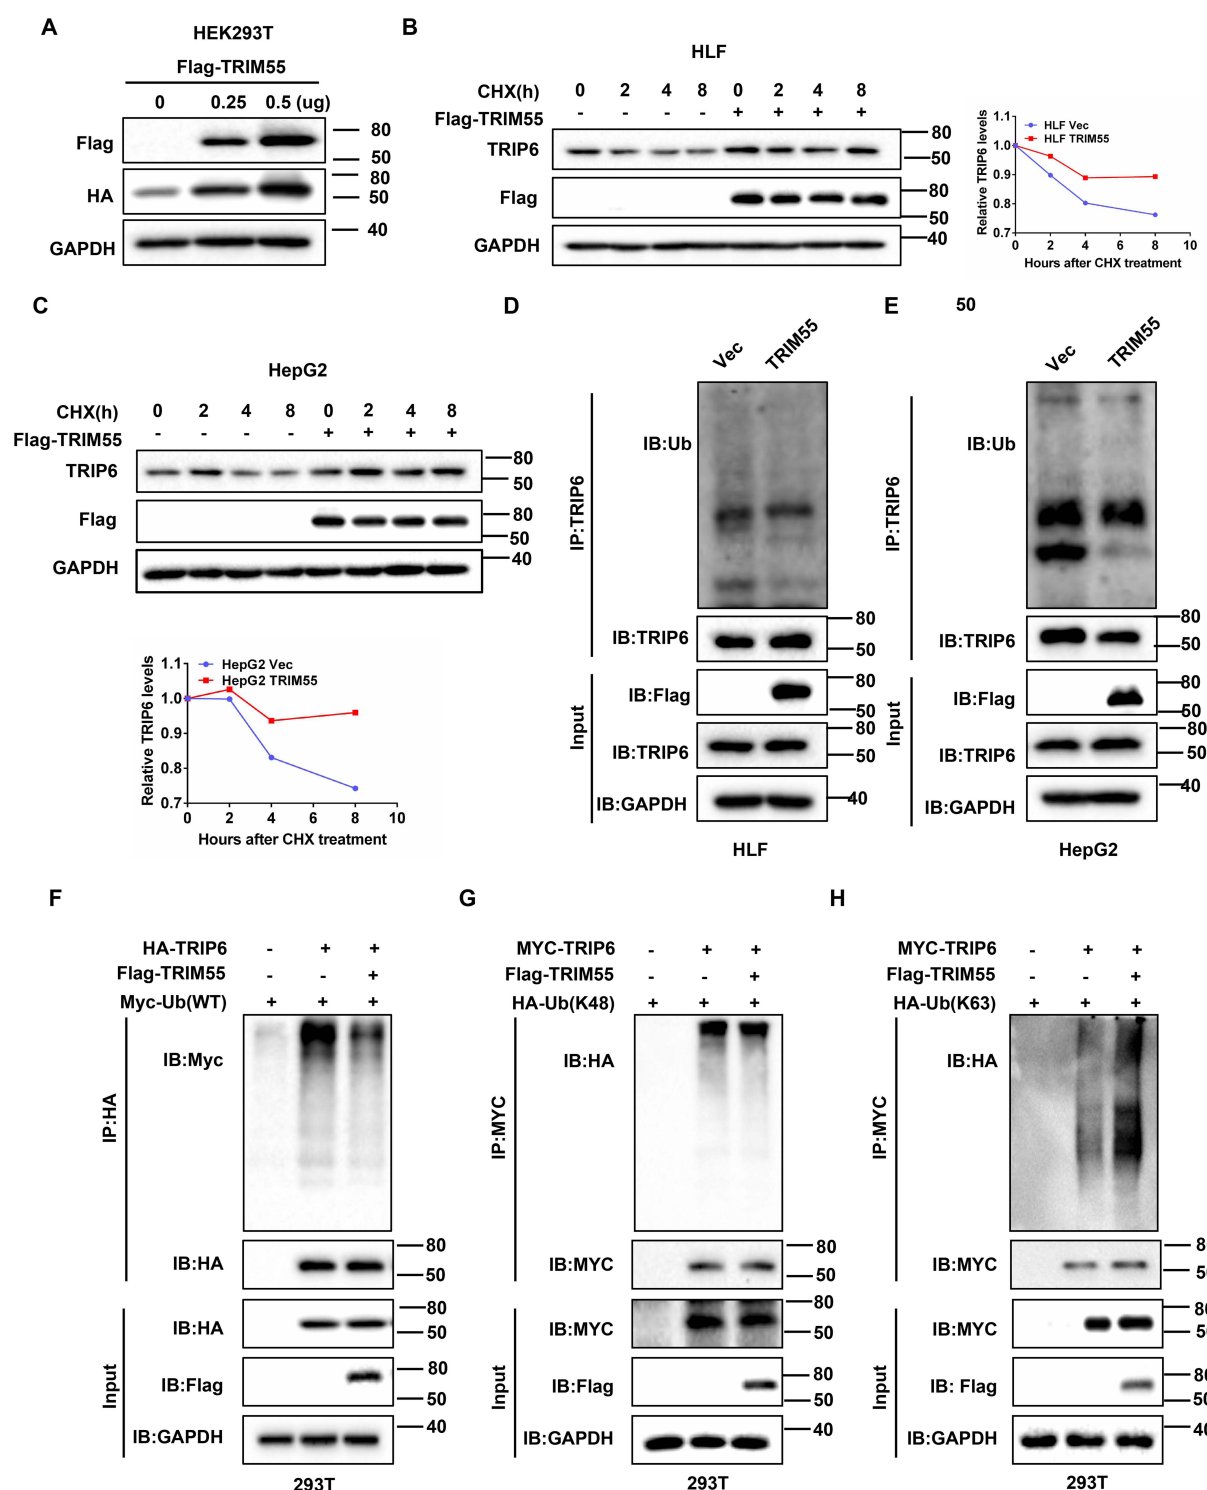 A
HEK293T
Flag-TRIM55
0 0.25 0.5 (ug)
Flag
80
50
HA
80
50
GAPDH
40
B
HLF
CHX(h) 0 2 4 8 0 2 4 8
Flag-TRIM55 - - - - + + + +
TRIP6
80
50
Flag
80
50
GAPDH
40
HLF Vec
HLF TRIM55
Relative TRIP6 levels
1.1
1.0
0.9
0.8
0.7
0 2 4 6 8 10
Hours after CHX treatment
C
HepG2
CHX(h) 0 2 4 8 0 2 4 8
Flag-TRIM55 - - - - + + + +
TRIP6
80
50
Flag
80
50
GAPDH
40
HepG2 Vec
HepG2 TRIM55
Relative TRIP6 levels
1.1
1.0
0.9
0.8
0.7
0 2 4 6 8 10
Hours after CHX treatment
D
Vec TRIM55
IP:TRIP6
IB:Ub
IB:TRIP6
80
50
Input
IB:Flag
80
50
IB:TRIP6
80
50
IB:GAPDH
40
HLF
E
50
Vec TRIM55
IP:TRIP6
IB:Ub
IB:TRIP6
80
50
Input
IB:Flag
80
50
IB:TRIP6
80
50
IB:GAPDH
40
HepG2
F
HA-TRIP6 - + +
Flag-TRIM55 - - +
Myc-Ub(WT) + + +
IP:HA
IB:Myc
IB:HA
80
50
Input
IB:HA
80
50
IB:Flag
80
50
IB:GAPDH
40
293T
G
MYC-TRIP6 - + +
Flag-TRIM55 - - +
HA-Ub(K48) + + +
IP:MYC
IB:HA
IB:MYC
80
50
Input
IB:MYC
80
50
IB:Flag
80
50
IB:GAPDH
40
293T
H
MYC-TRIP6 - + +
Flag-TRIM55 - - +
HA-Ub(K63) + + +
IP:MYC
IB:HA
IB:MYC
8
50
Input
IB:MYC
80
50
IB: Flag
80
50
IB:GAPDH
40
293T